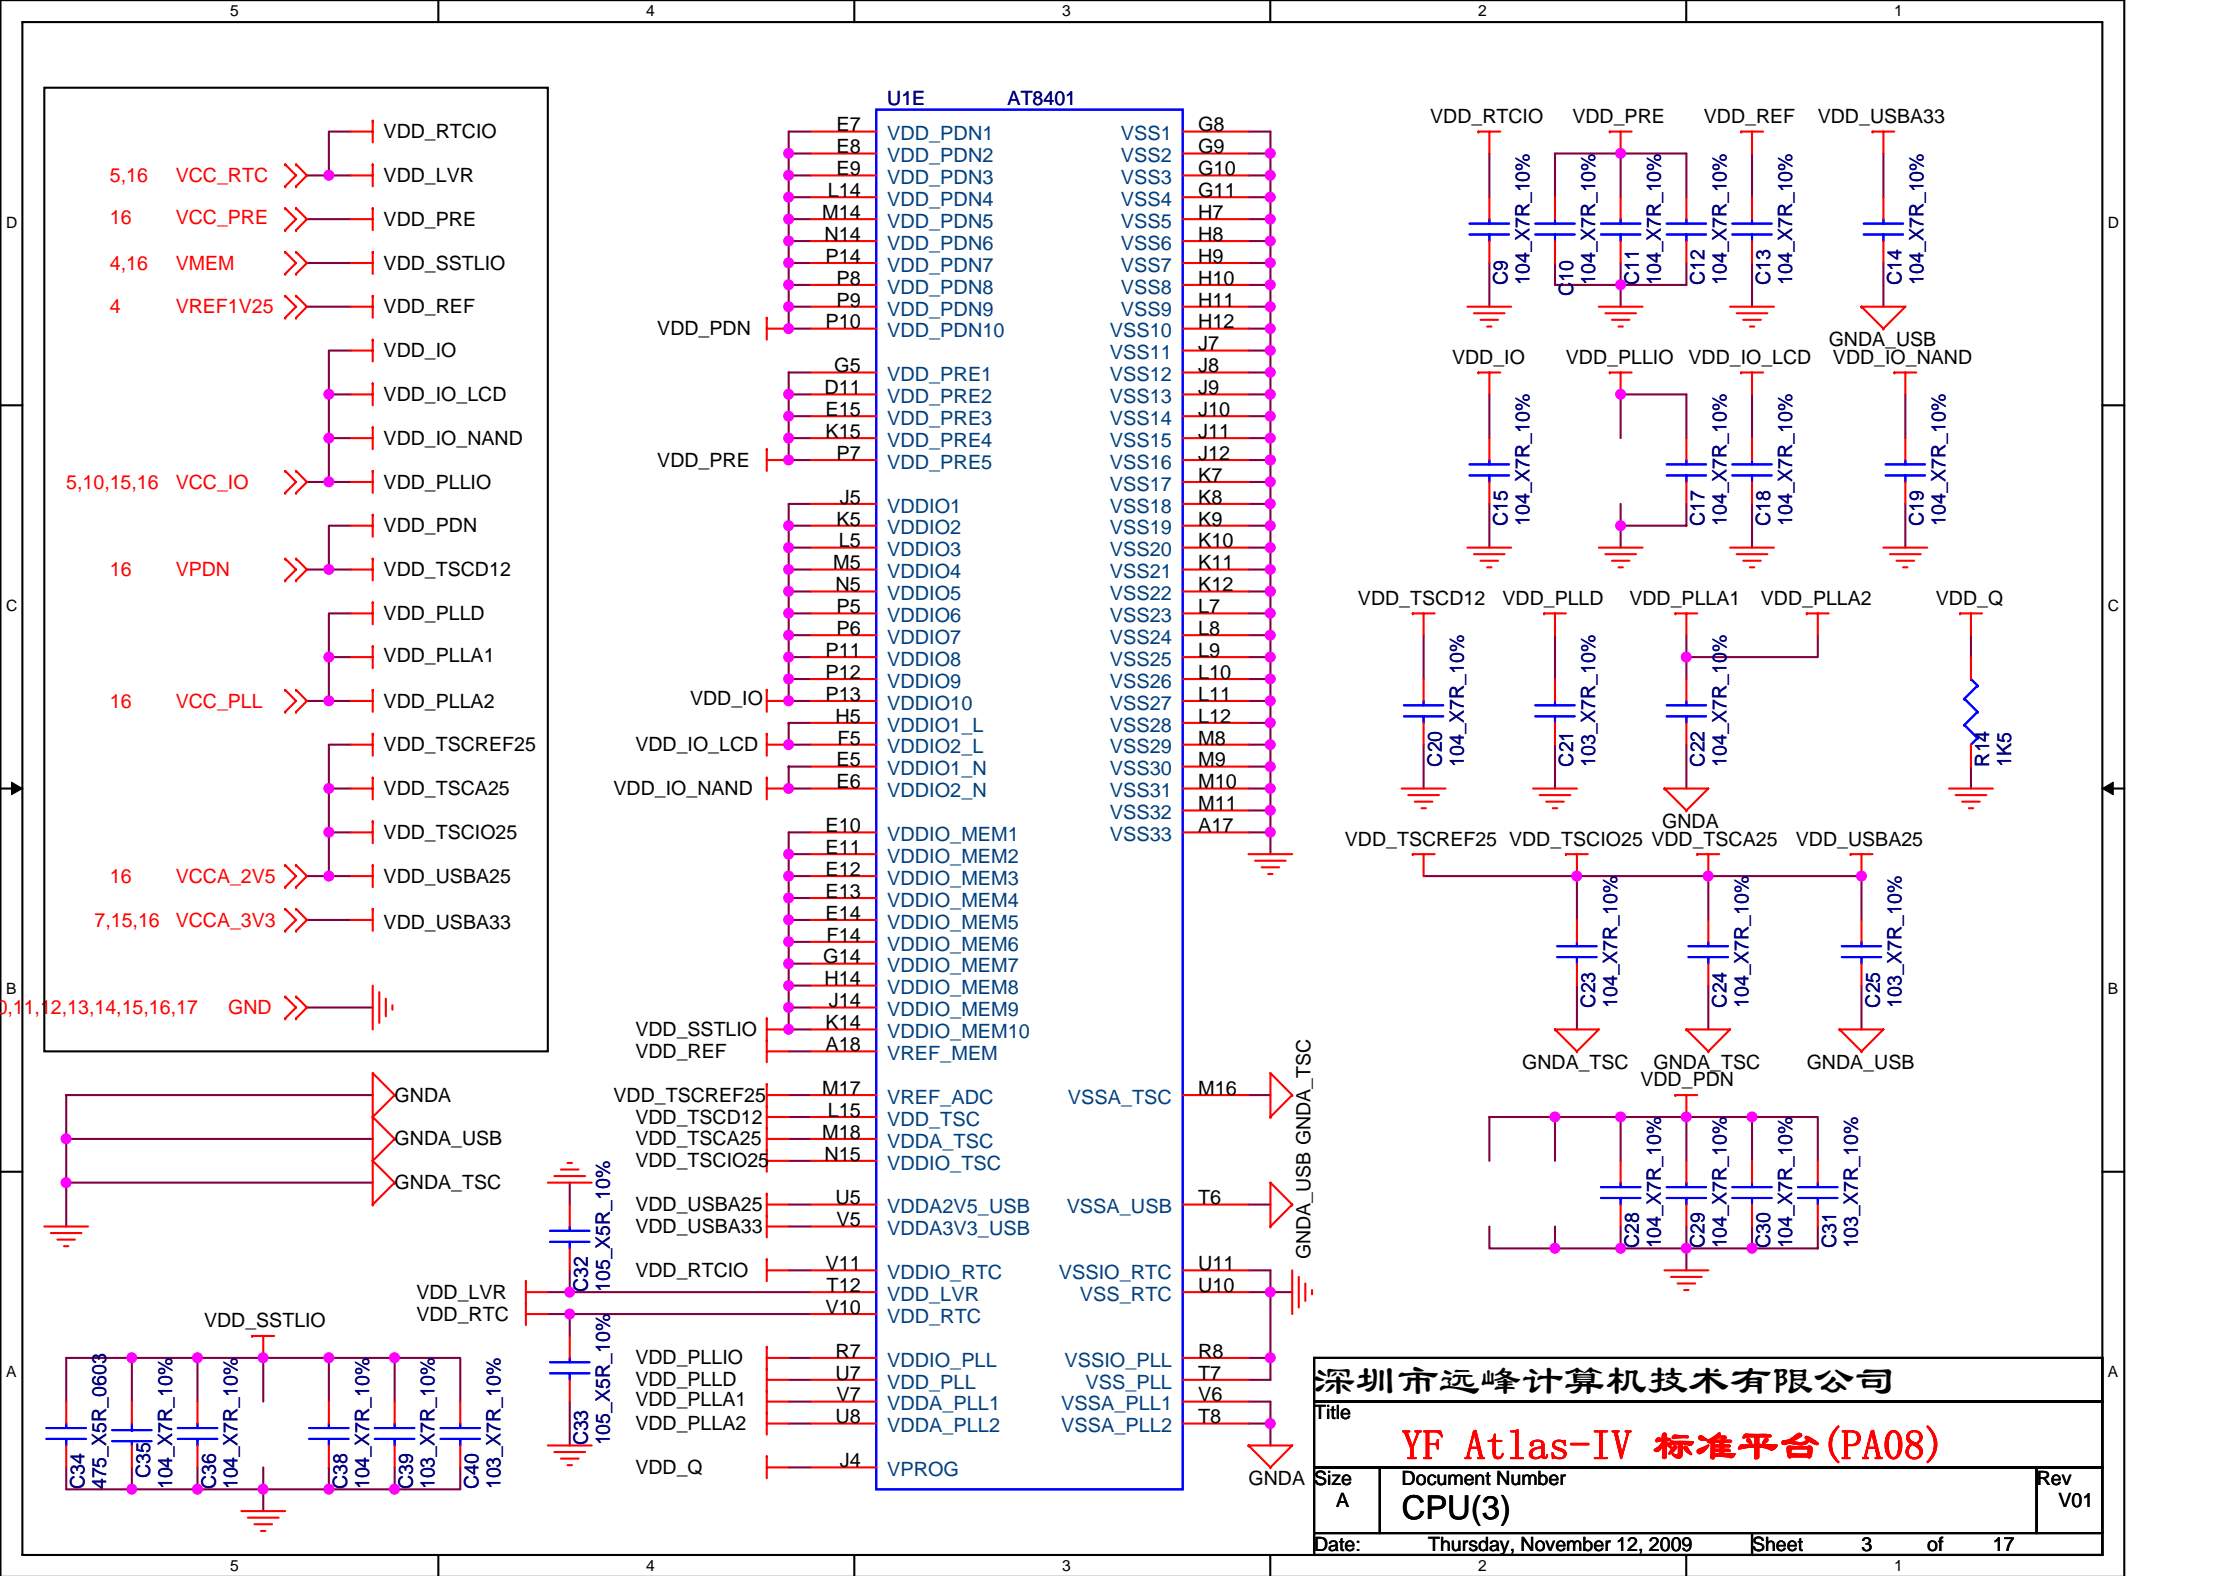 5 4 3 2 1
D
C
B
A
5,16 VCC_RTC
16 VCC_PRE
4,16 VMEM
4 VREF1V25
5,10,15,16 VCC_IO
16 VPDN
16 VCC_PLL
16 VCCA_2V5
7,15,16 VCCA_3V3
,11,12,13,14,15,16,17 GND
VDD_RTCIO
VDD_LVR
VDD_PRE
VDD_SSTLIO
VDD_REF
VDD_IO
VDD_IO_LCD
VDD_IO_NAND
VDD_PLLIO
VDD_PDN
VDD_TSCD12
VDD_PLLD
VDD_PLLA1
VDD_PLLA2
VDD_TSCREF25
VDD_TSCA25
VDD_TSCIO25
VDD_USBA25
VDD_USBA33
GNDA
GNDA_USB
GNDA_TSC
U1E AT8401
E7 VDD_PDN1 VSS1 G8
E8 VDD_PDN2 VSS2 G9
E9 VDD_PDN3 VSS3 G10
L14 VDD_PDN4 VSS4 G11
M14 VDD_PDN5 VSS5 H7
N14 VDD_PDN6 VSS6 H8
P14 VDD_PDN7 VSS7 H9
P8 VDD_PDN8 VSS8 H10
P9 VDD_PDN9 VSS9 H11
VDD_PDN P10 VDD_PDN10 VSS10 H12
VSS11 J7
G5 VDD_PRE1 VSS12 J8
D11 VDD_PRE2 VSS13 J9
E15 VDD_PRE3 VSS14 J10
K15 VDD_PRE4 VSS15 J11
VDD_PRE P7 VDD_PRE5 VSS16 J12
VSS17 K7
J5 VDDIO1 VSS18 K8
K5 VDDIO2 VSS19 K9
L5 VDDIO3 VSS20 K10
M5 VDDIO4 VSS21 K11
N5 VDDIO5 VSS22 K12
P5 VDDIO6 VSS23 L7
P6 VDDIO7 VSS24 L8
P11 VDDIO8 VSS25 L9
P12 VDDIO9 VSS26 L10
VDD_IO P13 VDDIO10 VSS27 L11
H5 VDDIO1_L VSS28 L12
VDD_IO_LCD F5 VDDIO2_L VSS29 M8
E5 VDDIO1_N VSS30 M9
VDD_IO_NAND E6 VDDIO2_N VSS31 M10
VSS32 M11
E10 VDDIO_MEM1 VSS33 A17
E11 VDDIO_MEM2
E12 VDDIO_MEM3
E13 VDDIO_MEM4
E14 VDDIO_MEM5
F14 VDDIO_MEM6
G14 VDDIO_MEM7
H14 VDDIO_MEM8
J14 VDDIO_MEM9
VDD_SSTLIO K14 VDDIO_MEM10
VDD_REF A18 VREF_MEM
VDD_TSCREF25 M17 VREF_ADC VSSA_TSC M16 GNDA_TSC
VDD_TSCD12 L15 VDD_TSC
VDD_TSCA25 M18 VDDA_TSC
VDD_TSCIO25 N15 VDDIO_TSC
VDD_USBA25 U5 VDDA2V5_USB VSSA_USB T6 GNDA_USB
VDD_USBA33 V5 VDDA3V3_USB
VDD_RTCIO V11 VDDIO_RTC VSSIO_RTC U11
VDD_LVR T12 VDD_LVR VSS_RTC U10
VDD_RTC V10 VDD_RTC
VDD_PLLIO R7 VDDIO_PLL VSSIO_PLL R8
VDD_PLLD U7 VDD_PLL VSS_PLL T7
VDD_PLLA1 V7 VDDA_PLL1 VSSA_PLL1 V6
VDD_PLLA2 U8 VDDA_PLL2 VSSA_PLL2 T8
VDD_Q J4 VPROG
GNDA
C32 105_X5R_10%
C33 105_X5R_10%
VDD_SSTLIO
C34 475_X5R_0603
C35 104_X7R_10%
C36 104_X7R_10%
C38 104_X7R_10%
C39 103_X7R_10%
C40 103_X7R_10%
VDD_RTCIO VDD_PRE VDD_REF VDD_USBA33
C9 104_X7R_10%
C10 104_X7R_10%
C11 104_X7R_10%
C12 104_X7R_10%
C13 104_X7R_10%
C14 104_X7R_10%
GNDA_USB
VDD_IO VDD_PLLIO VDD_IO_LCD VDD_IO_NAND
C15 104_X7R_10%
C17 104_X7R_10%
C18 104_X7R_10%
C19 104_X7R_10%
VDD_TSCD12 VDD_PLLD VDD_PLLA1 VDD_PLLA2 VDD_Q
C20 104_X7R_10%
C21 103_X7R_10%
C22 104_X7R_10%
R14 1K5
GNDA
VDD_TSCREF25 VDD_TSCIO25 VDD_TSCA25 VDD_USBA25
C23 104_X7R_10%
C24 104_X7R_10%
C25 103_X7R_10%
GNDA_TSC GNDA_TSC GNDA_USB
VDD_PDN
C28 104_X7R_10%
C29 104_X7R_10%
C30 104_X7R_10%
C31 103_X7R_10%
深圳市远峰计算机技术有限公司
Title
YF Atlas-IV 标准平台(PA08)
Size Document Number Rev
A CPU(3) V01
Date: Thursday, November 12, 2009 Sheet 3 of 17
D
C
B
A
5 4 3 2 1